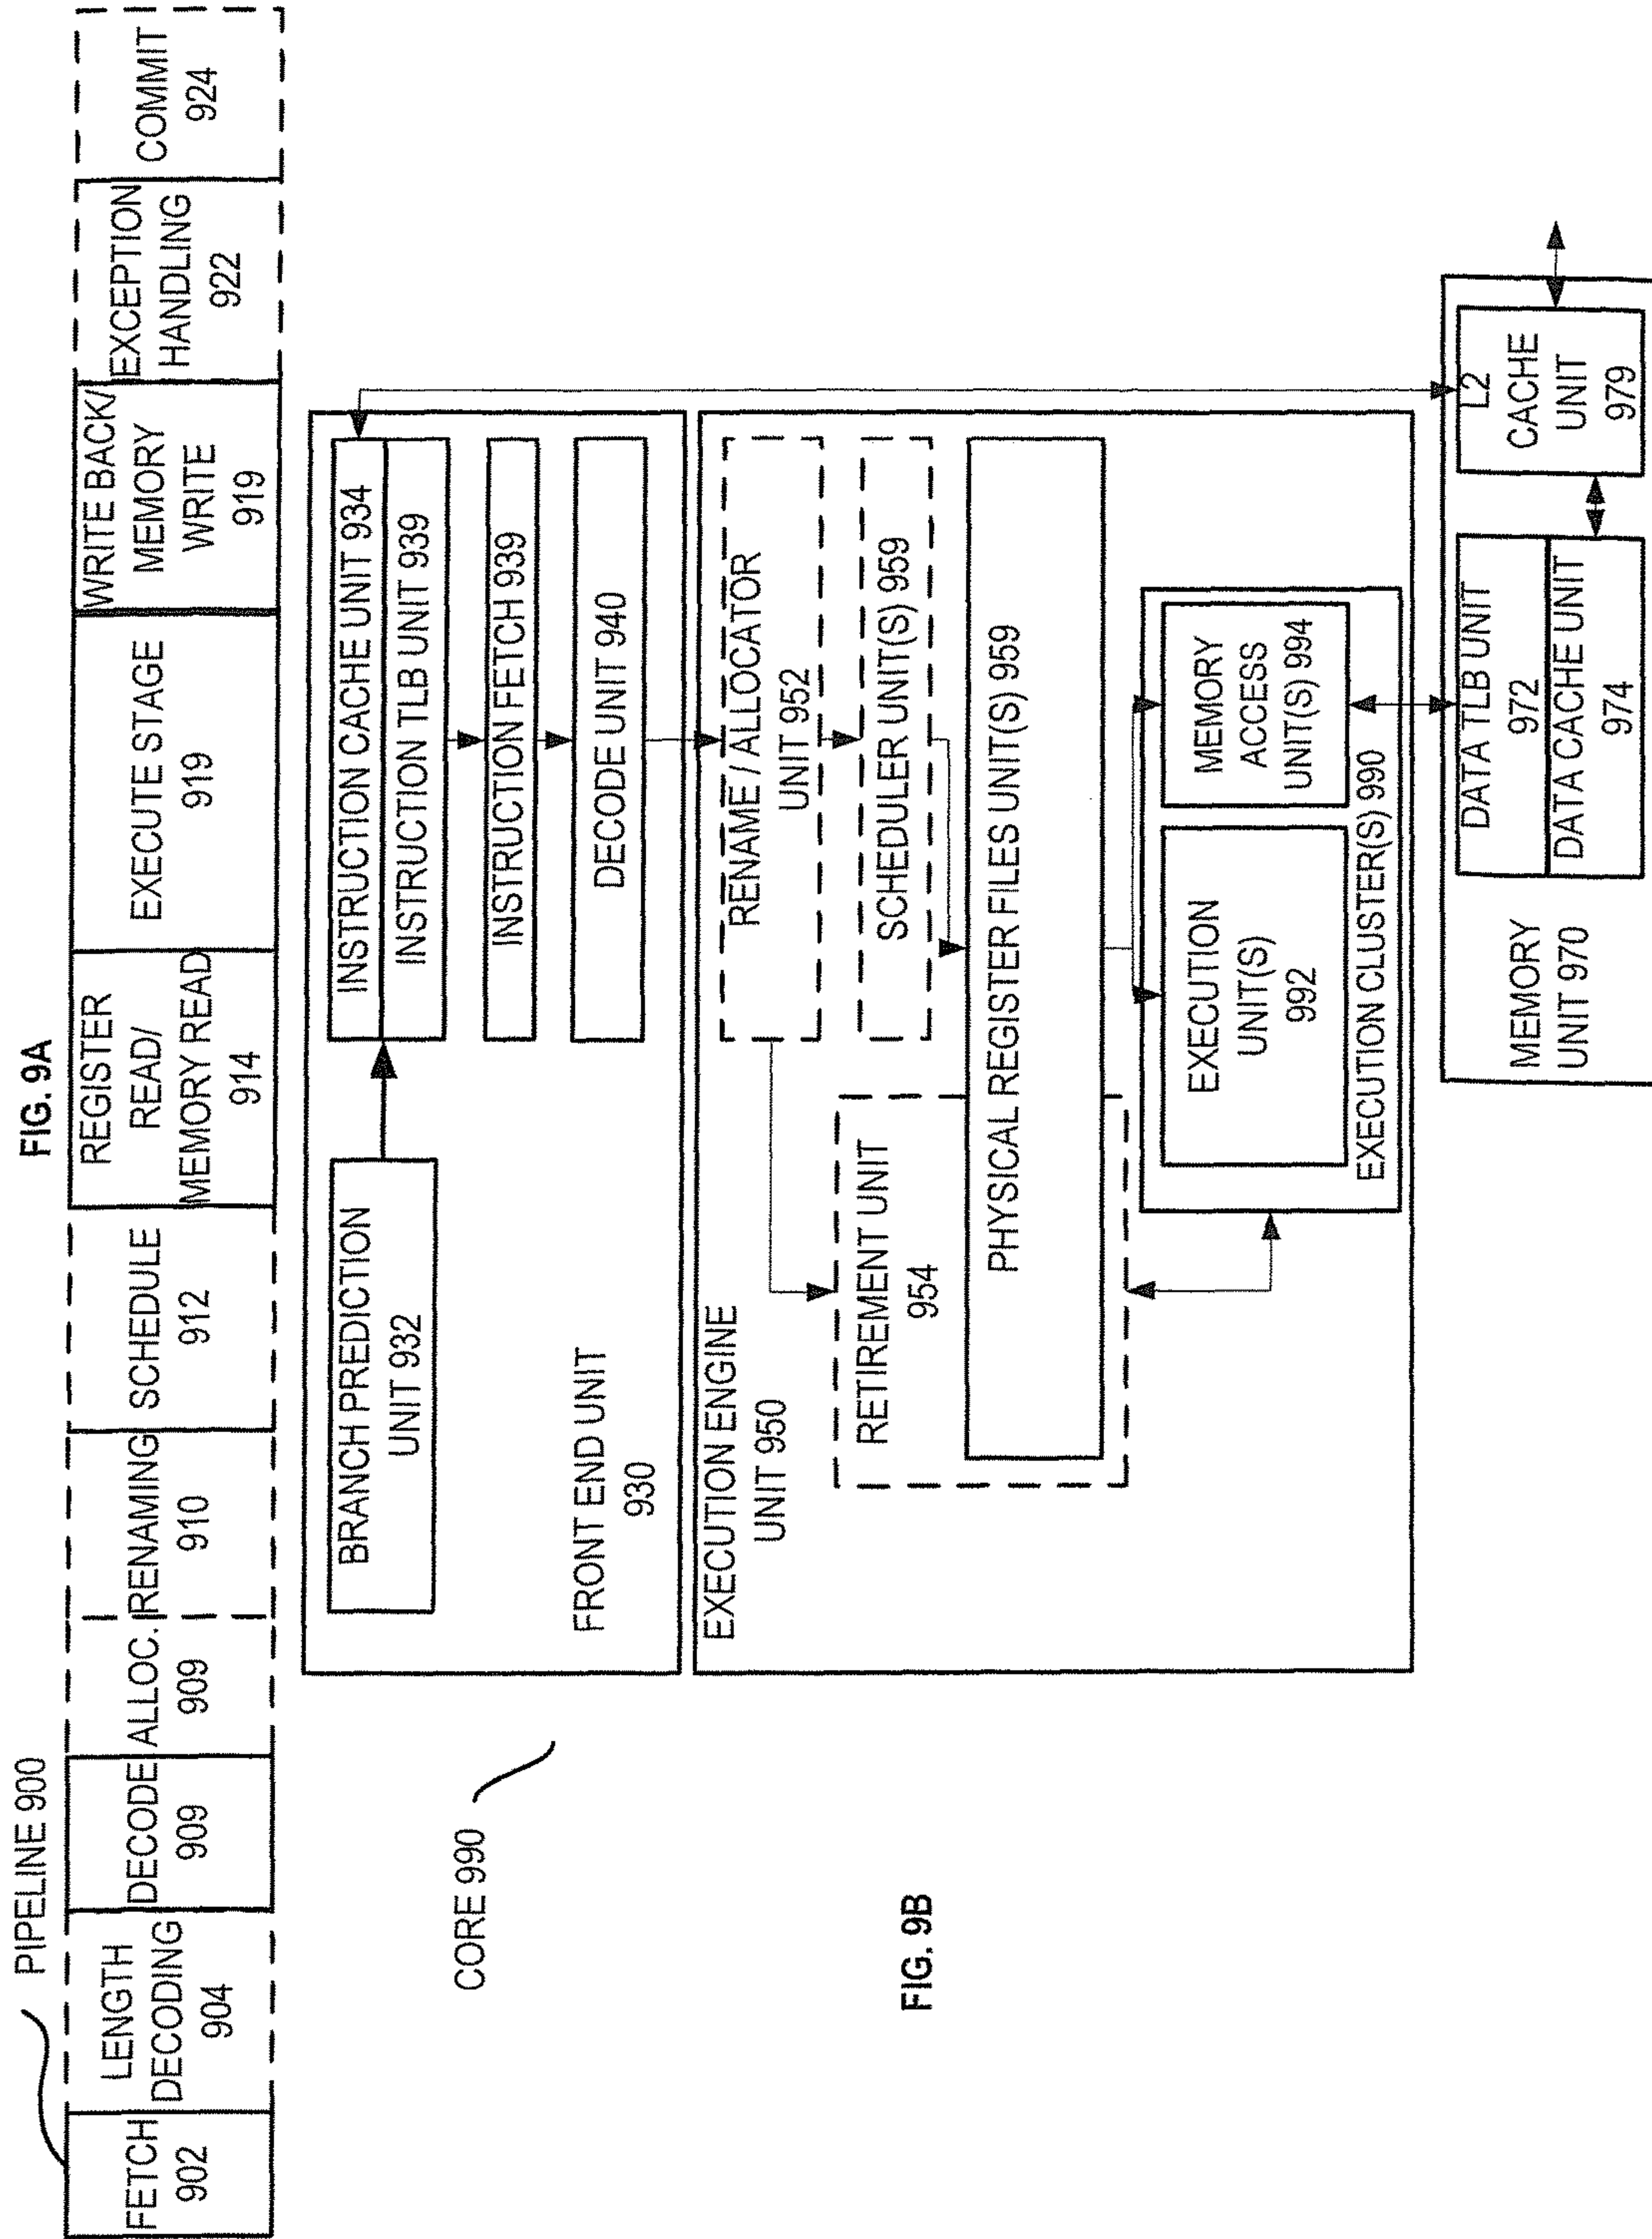 FIG. 9A
PIPELINE 900
FETCH
902
LENGTH
DECODING
904
DECODE
909
ALLOC.
909
RENAMING
910
SCHEDULE
912
REGISTER
READ/
MEMORY READ
914
EXECUTE STAGE
919
WRITE BACK/
MEMORY
WRITE
919
EXCEPTION
HANDLING
922
COMMIT
924
CORE 990
BRANCH PREDICTION
UNIT 932
INSTRUCTION CACHE UNIT 934
INSTRUCTION TLB UNIT 939
INSTRUCTION FETCH 939
DECODE UNIT 940
FRONT END UNIT
930
EXECUTION ENGINE
UNIT 950
RENAME / ALLOCATOR
UNIT 952
SCHEDULER UNIT(S) 959
RETIREMENT UNIT
954
PHYSICAL REGISTER FILES UNIT(S) 959
EXECUTION
UNIT(S)
992
MEMORY
ACCESS
UNIT(S) 994
EXECUTION CLUSTER(S) 990
MEMORY
UNIT 970
DATA TLB UNIT
972
DATA CACHE UNIT
974
L2
CACHE
UNIT
979
FIG. 9B